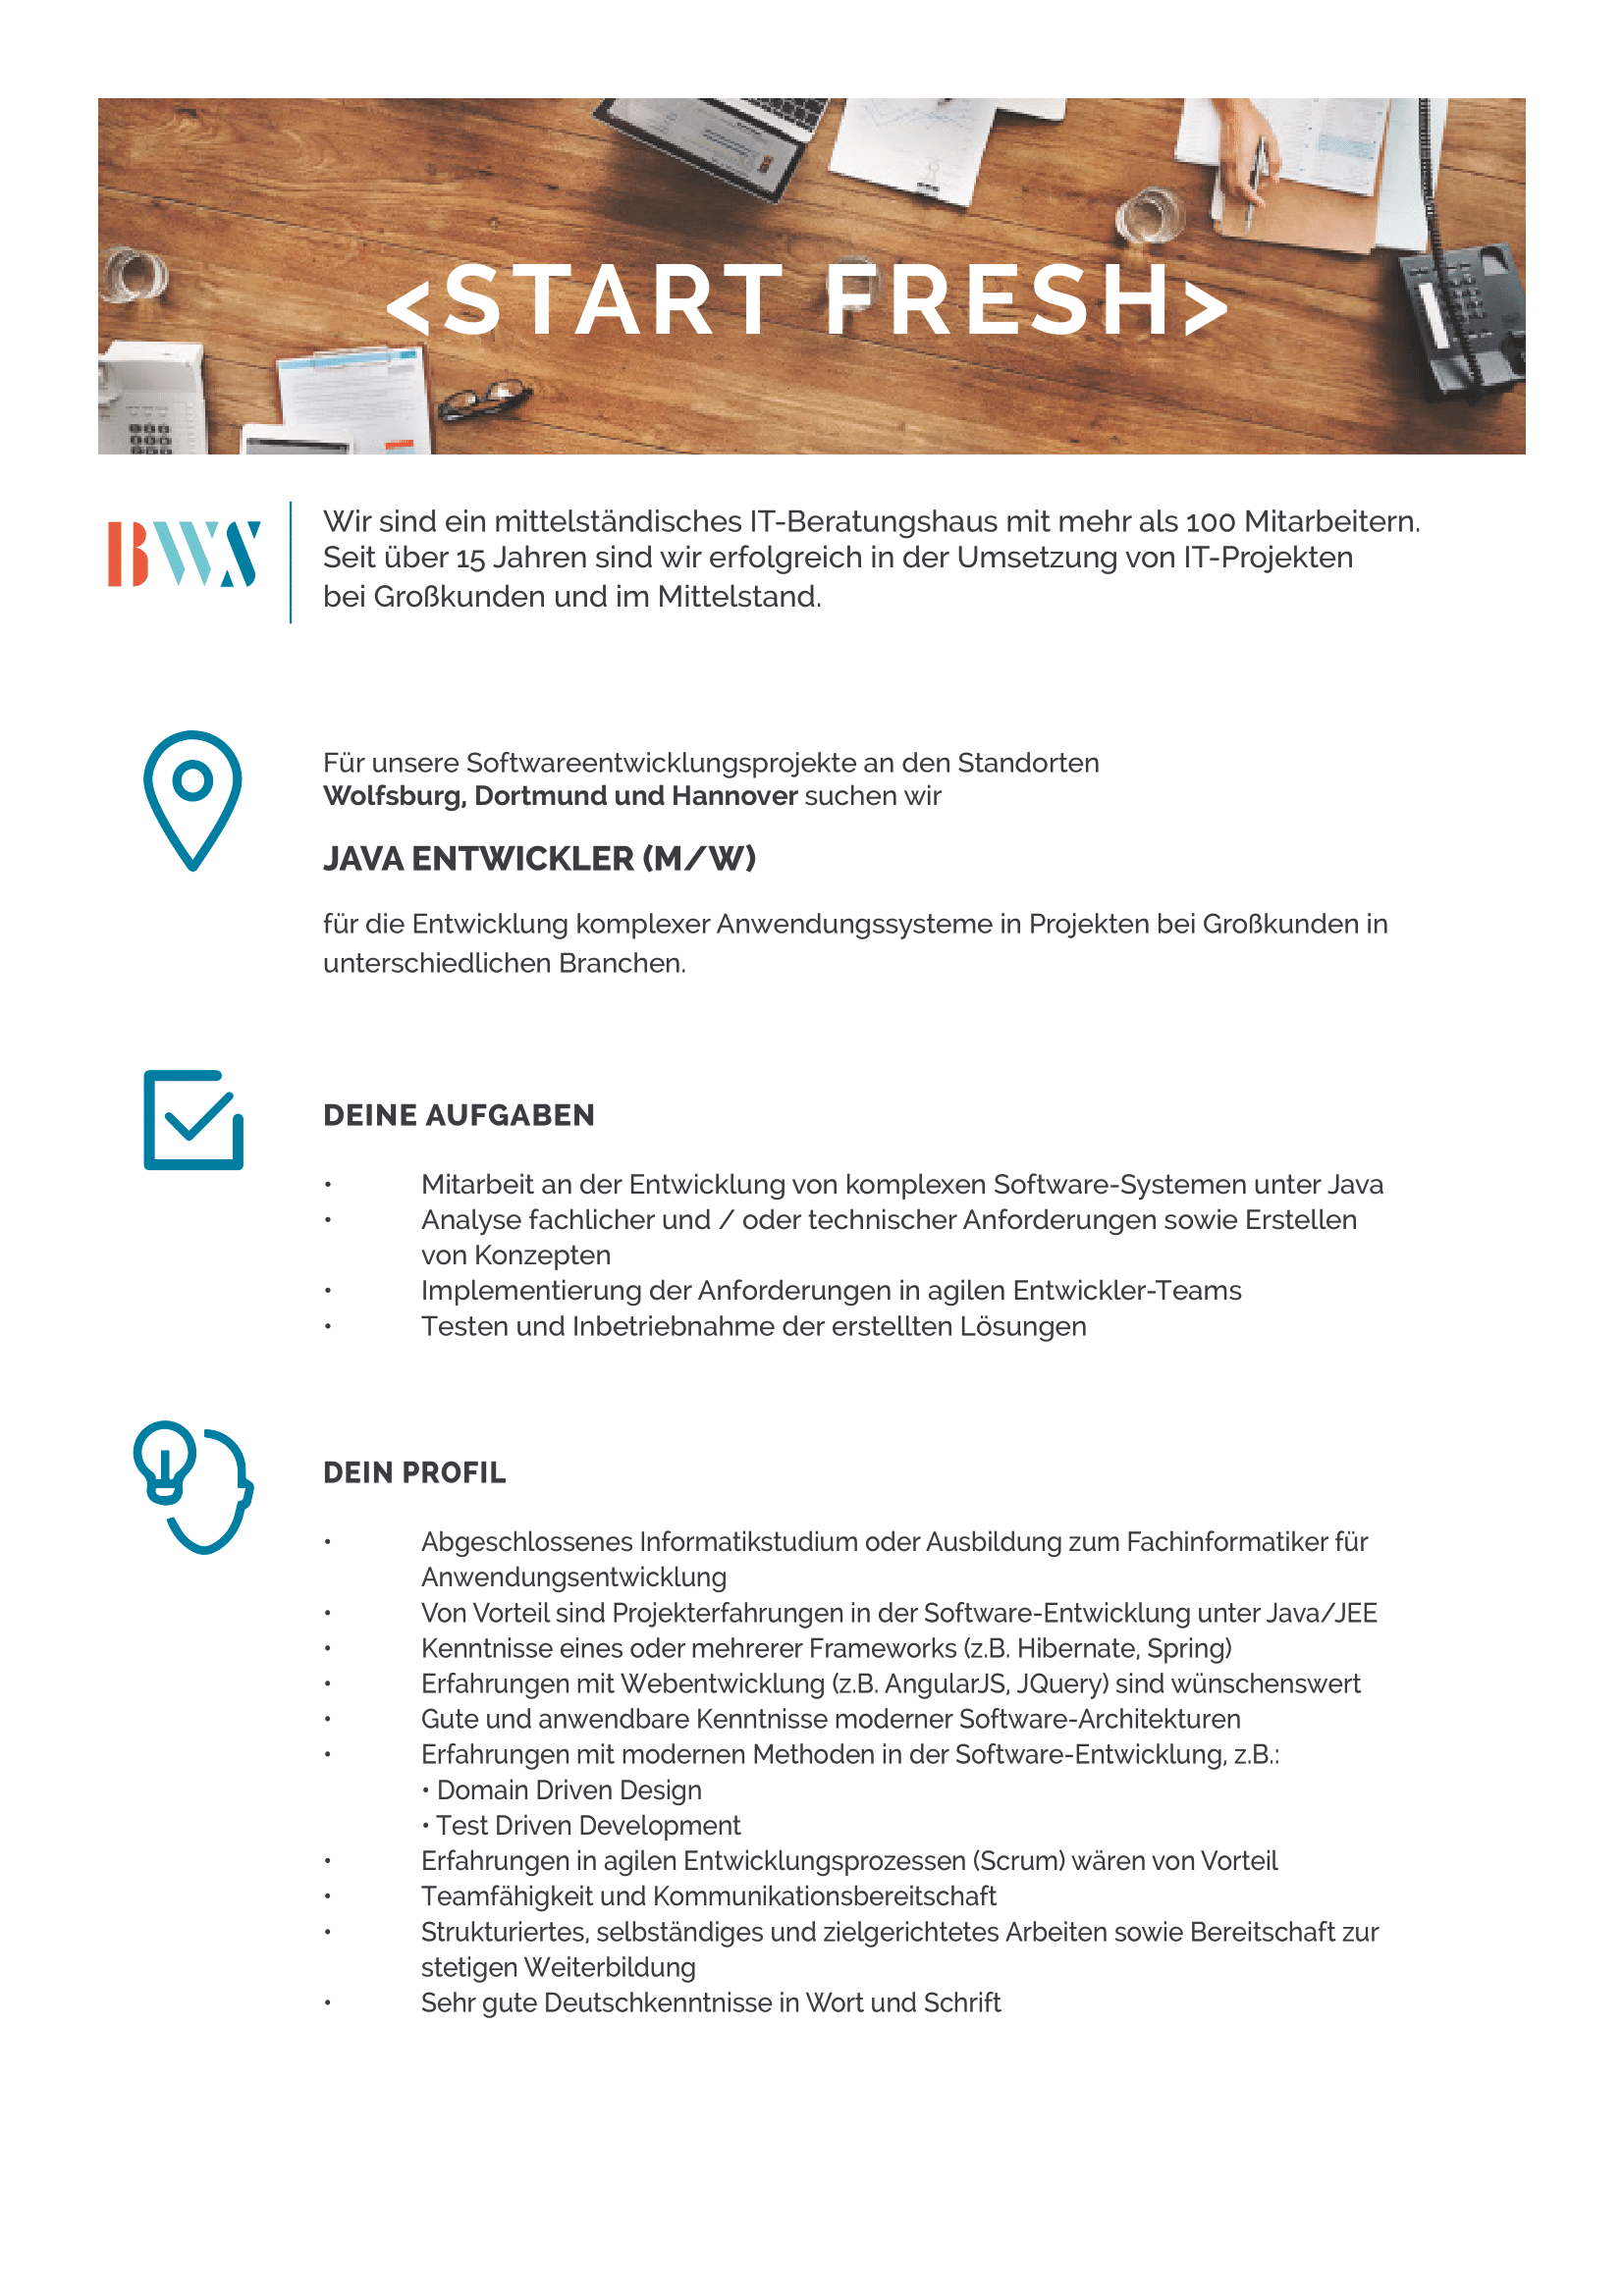 <START FRESH>
BWS
Wir sind ein mittelständisches IT-Beratungshaus mit mehr als 100 Mitarbeitern.
Seit über 15 Jahren sind wir erfolgreich in der Umsetzung von IT-Projekten
bei Großkunden und im Mittelstand.
Für unsere Softwareentwicklungsprojekte an den Standorten
Wolfsburg, Dortmund und Hannover suchen wir
JAVA ENTWICKLER (M/W)
für die Entwicklung komplexer Anwendungssysteme in Projekten bei Großkunden in
unterschiedlichen Branchen.
DEINE AUFGABEN
• Mitarbeit an der Entwicklung von komplexen Software-Systemen unter Java
• Analyse fachlicher und / oder technischer Anforderungen sowie Erstellen
von Konzepten
• Implementierung der Anforderungen in agilen Entwickler-Teams
• Testen und Inbetriebnahme der erstellten Lösungen
DEIN PROFIL
• Abgeschlossenes Informatikstudium oder Ausbildung zum Fachinformatiker für
Anwendungsentwicklung
• Von Vorteil sind Projekterfahrungen in der Software-Entwicklung unter Java/JEE
• Kenntnisse eines oder mehrerer Frameworks (z.B. Hibernate, Spring)
• Erfahrungen mit Webentwicklung (z.B. AngularJS, JQuery) sind wünschenswert
• Gute und anwendbare Kenntnisse moderner Software-Architekturen
• Erfahrungen mit modernen Methoden in der Software-Entwicklung, z.B.:
• Domain Driven Design
• Test Driven Development
• Erfahrungen in agilen Entwicklungsprozessen (Scrum) wären von Vorteil
• Teamfähigkeit und Kommunikationsbereitschaft
• Strukturiertes, selbständiges und zielgerichtetes Arbeiten sowie Bereitschaft zur
stetigen Weiterbildung
• Sehr gute Deutschkenntnisse in Wort und Schrift